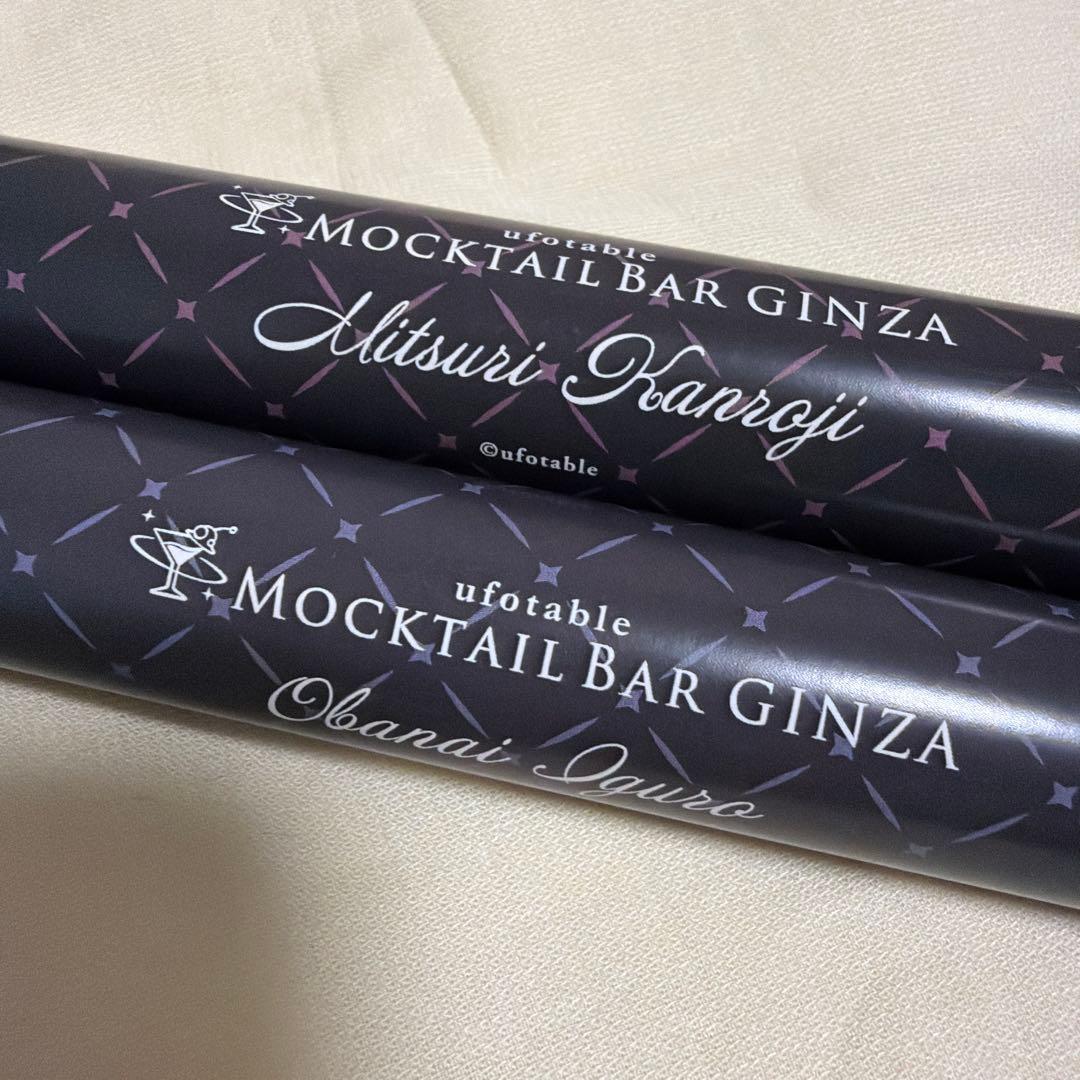 ufotable
MOCKTAIL BAR GINZA
Mitsuri Kanroji
©ufotable
ufotable
MOCKTAIL BAR GINZA
Obanai Iguro